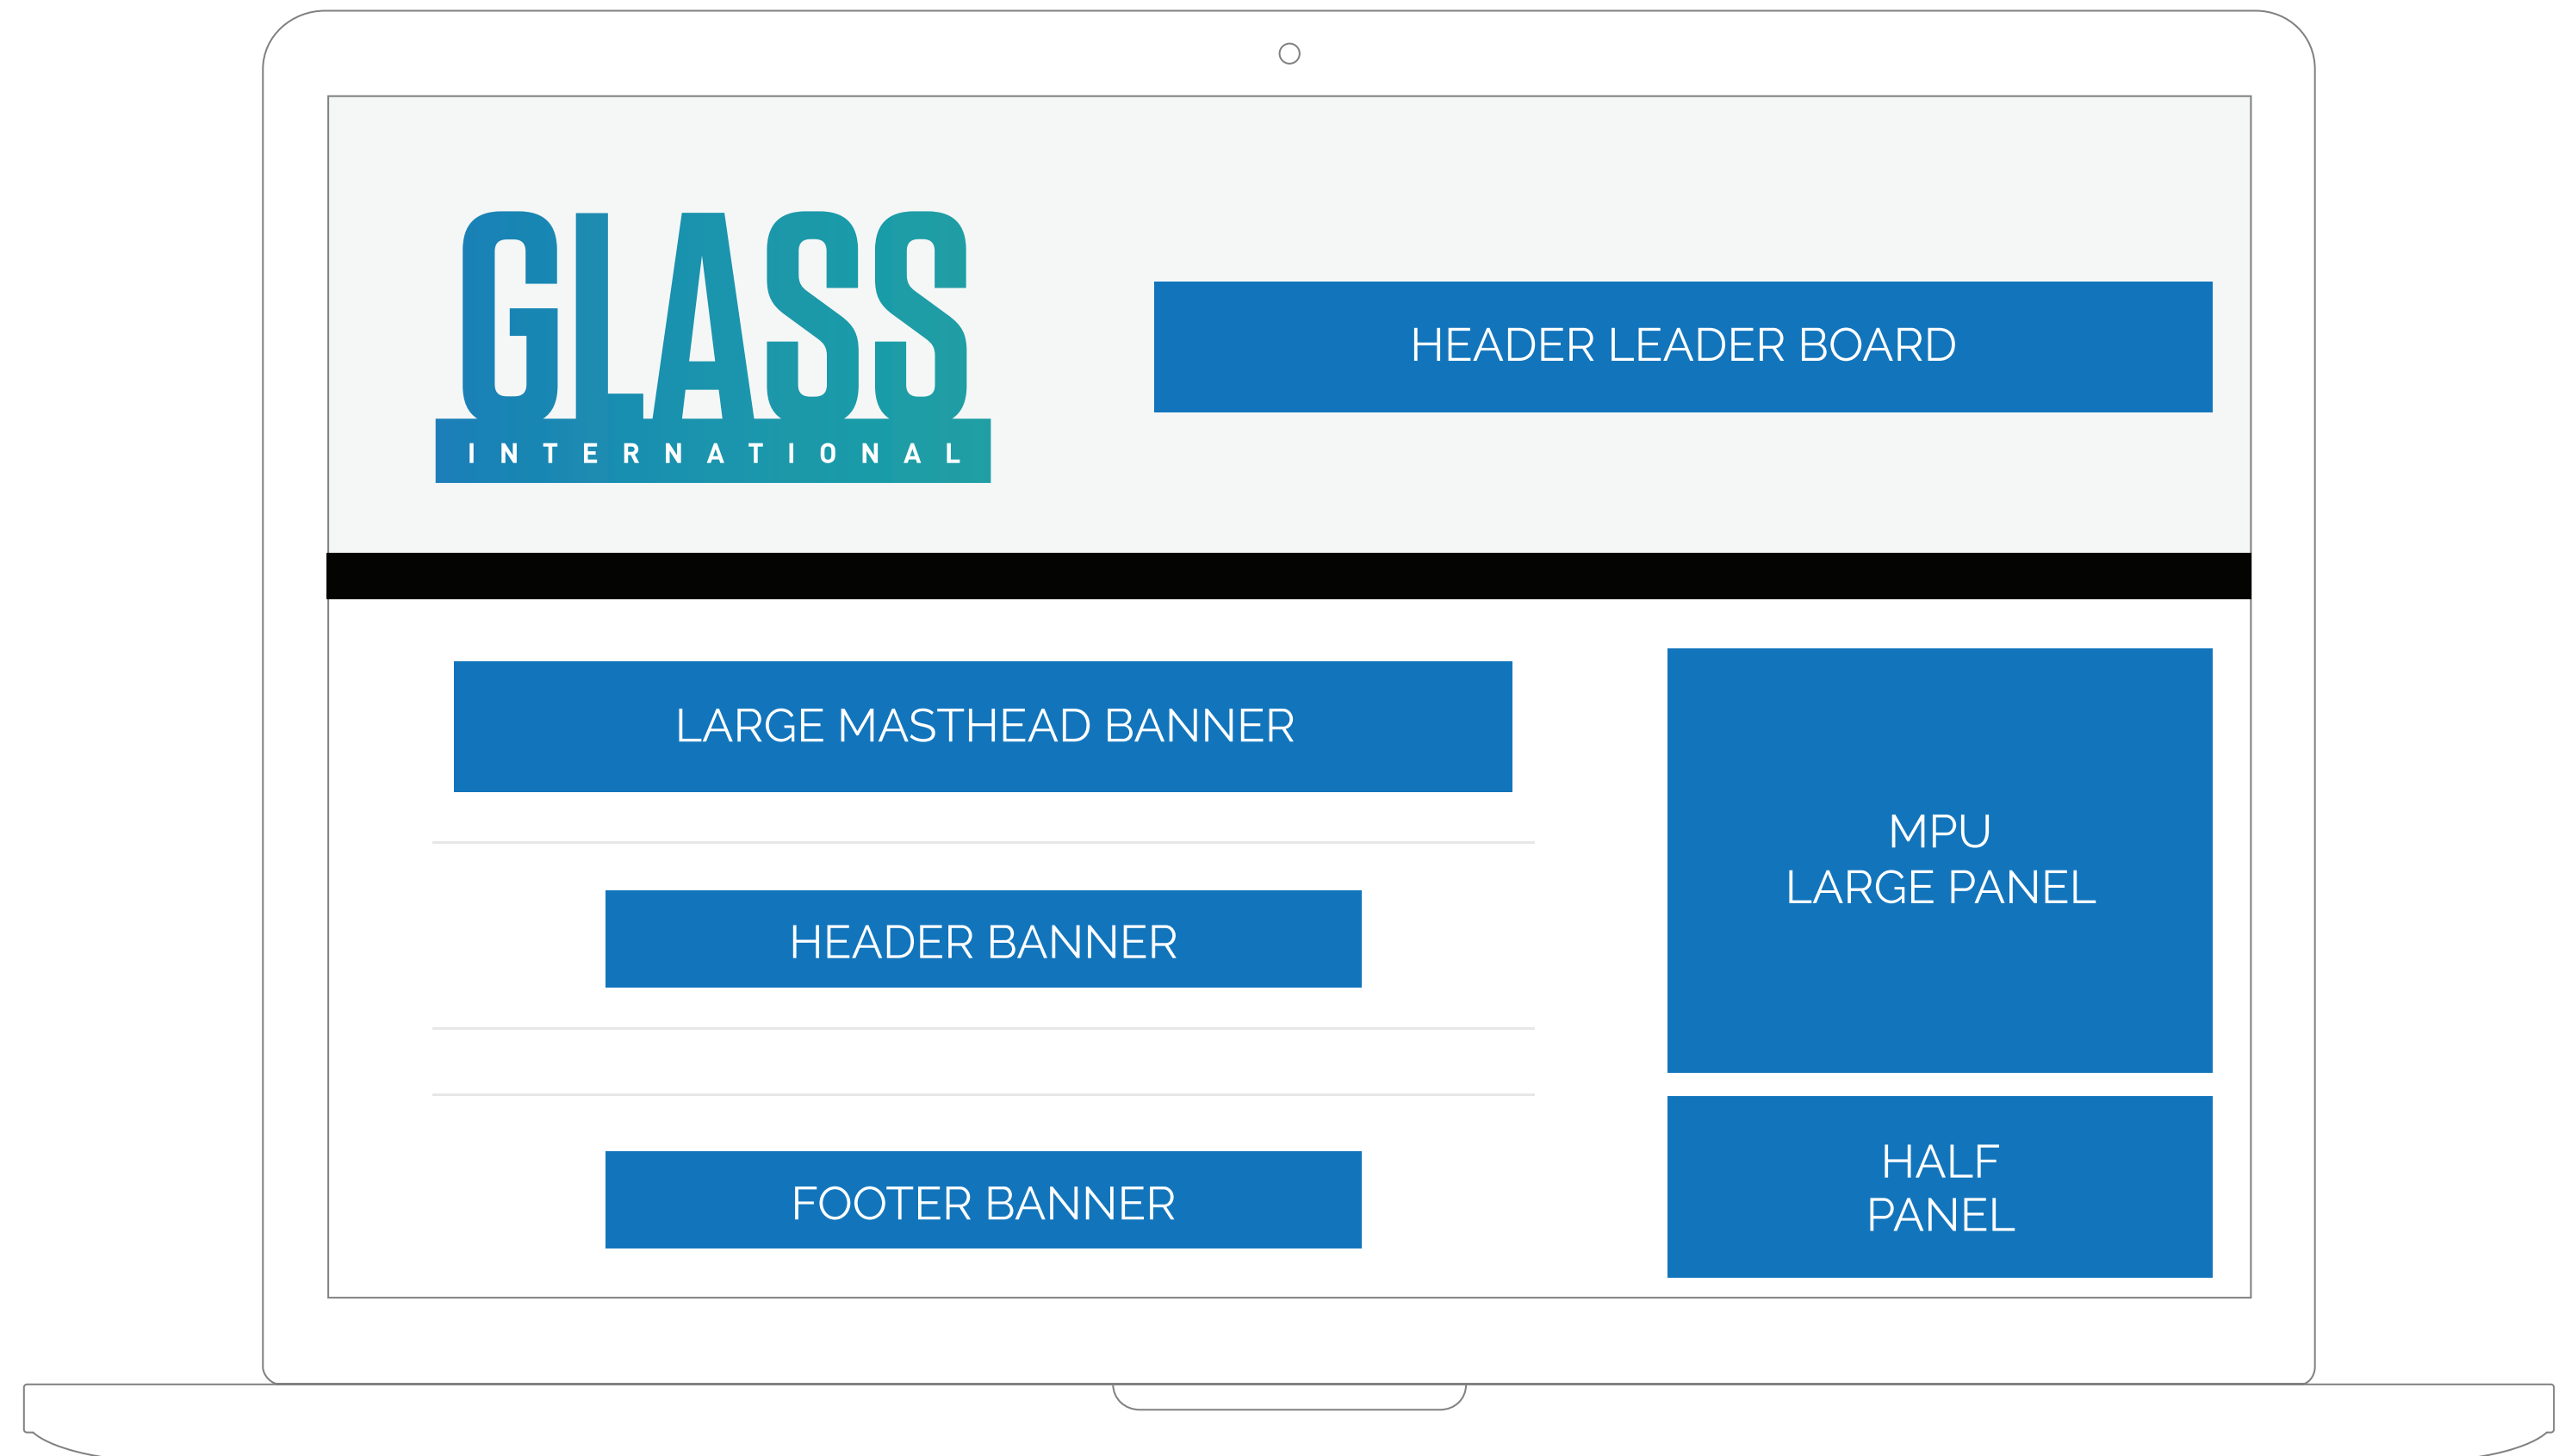 GLASS
INTERNATIONAL
HEADER LEADER BOARD
LARGE MASTHEAD BANNER
HEADER BANNER
FOOTER BANNER
MPU
LARGE PANEL
HALF
PANEL